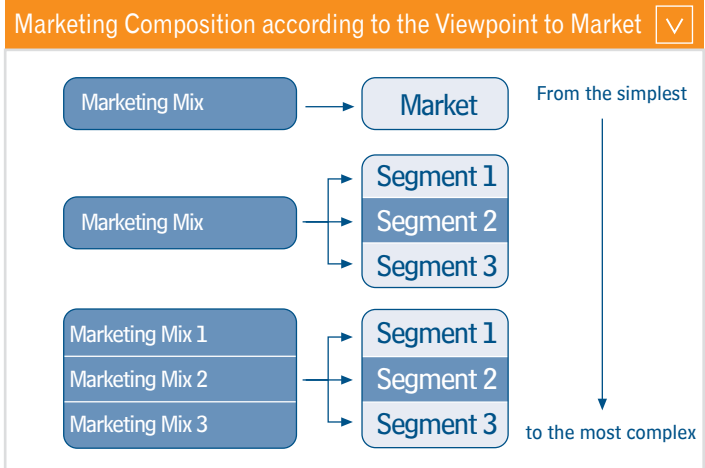 Marketing Composition according to the Viewpoint to Market
Marketing Mix
Market
From the simplest
Marketing Mix
Segment 1
Segment 2
Segment 3
Marketing Mix 1
Marketing Mix 2
Marketing Mix 3
Segment 1
Segment 2
Segment 3
to the most complex